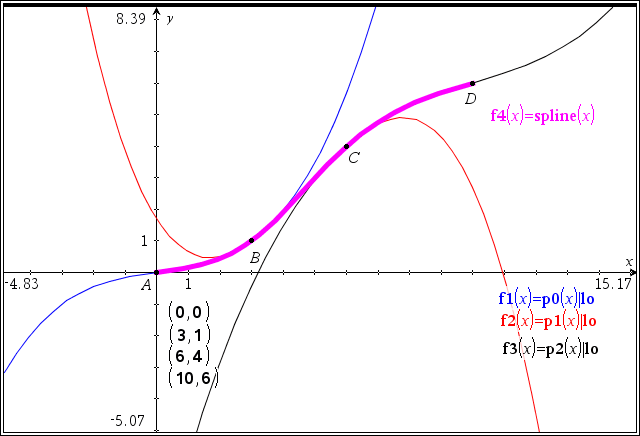 8.39 y
D
f4(x)=spline(x)
C
1
B
x
-4.83 A 1 15.17
(0,0)
(3,1)
(6,4)
(10,6)
f1(x)=p0(x)|lo
f2(x)=p1(x)|lo
f3(x)=p2(x)|lo
-5.07